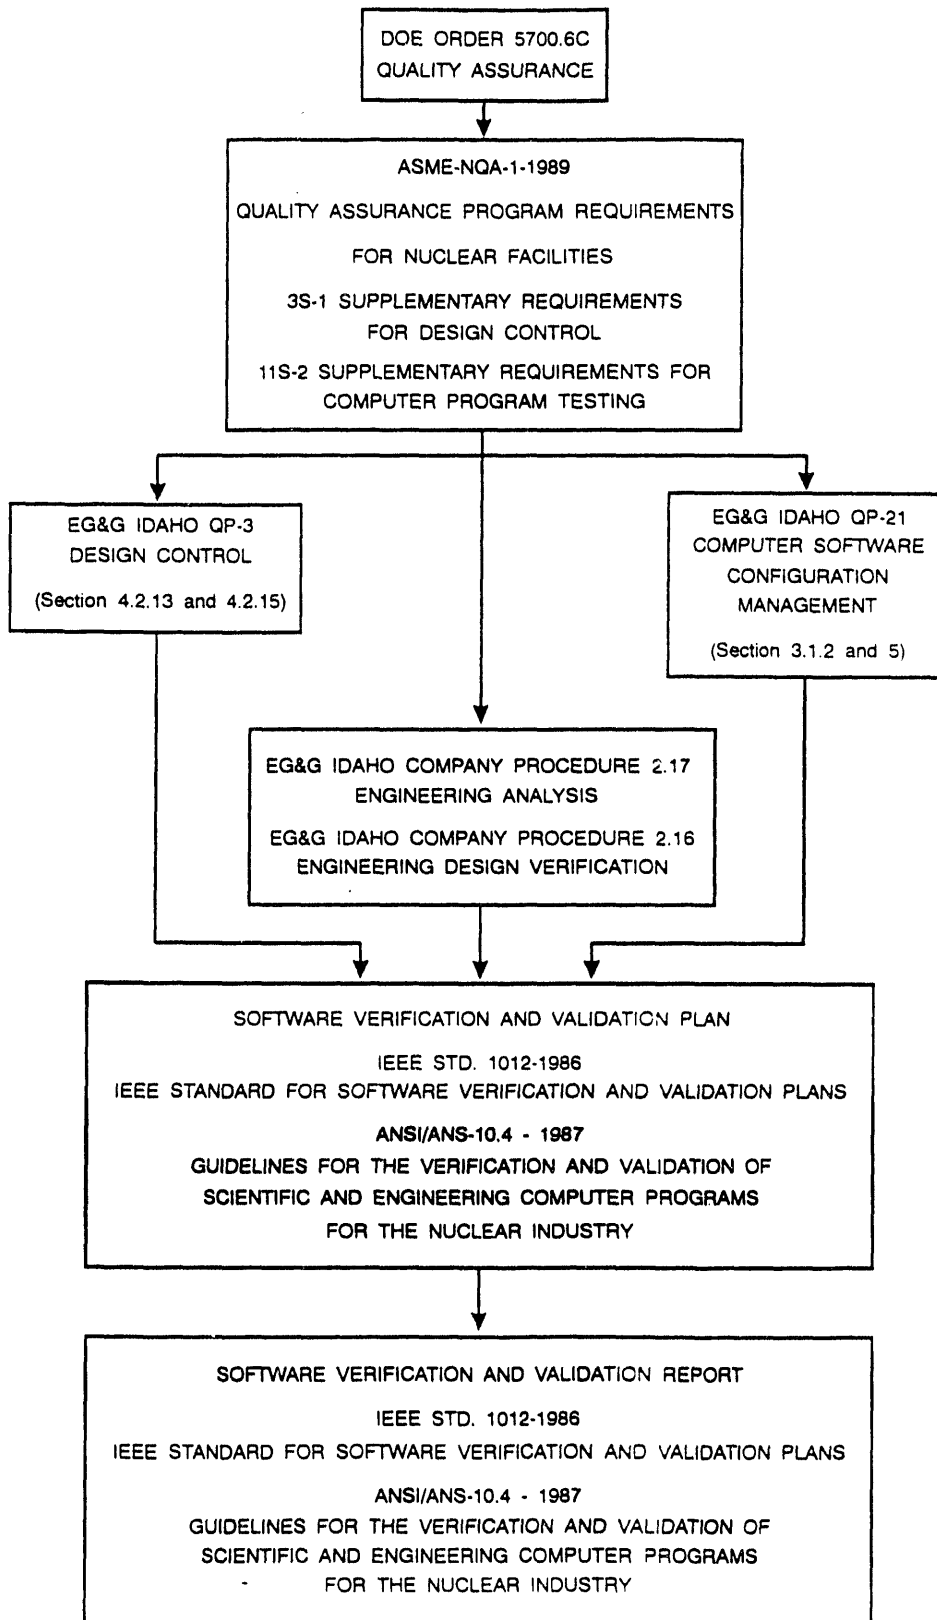 DOE ORDER 5700.6C
QUALITY ASSURANCE
ASME-NQA-1-1989
QUALITY ASSURANCE PROGRAM REQUIREMENTS
FOR NUCLEAR FACILITIES
3S-1 SUPPLEMENTARY REQUIREMENTS
FOR DESIGN CONTROL
11S-2 SUPPLEMENTARY REQUIREMENTS FOR
COMPUTER PROGRAM TESTING
EG&G IDAHO QP-3
DESIGN CONTROL
(Section 4.2.13 and 4.2.15)
EG&G IDAHO QP-21
COMPUTER SOFTWARE
CONFIGURATION
MANAGEMENT
(Section 3.1.2 and 5)
EG&G IDAHO COMPANY PROCEDURE 2.17
ENGINEERING ANALYSIS
EG&G IDAHO COMPANY PROCEDURE 2.16
ENGINEERING DESIGN VERIFICATION
SOFTWARE VERIFICATION AND VALIDATION PLAN
IEEE STD. 1012-1986
IEEE STANDARD FOR SOFTWARE VERIFICATION AND VALIDATION PLANS
ANSI/ANS-10.4 - 1987
GUIDELINES FOR THE VERIFICATION AND VALIDATION OF
SCIENTIFIC AND ENGINEERING COMPUTER PROGRAMS
FOR THE NUCLEAR INDUSTRY
SOFTWARE VERIFICATION AND VALIDATION REPORT
IEEE STD. 1012-1986
IEEE STANDARD FOR SOFTWARE VERIFICATION AND VALIDATION PLANS
ANSI/ANS-10.4 - 1987
GUIDELINES FOR THE VERIFICATION AND VALIDATION OF
SCIENTIFIC AND ENGINEERING COMPUTER PROGRAMS
FOR THE NUCLEAR INDUSTRY